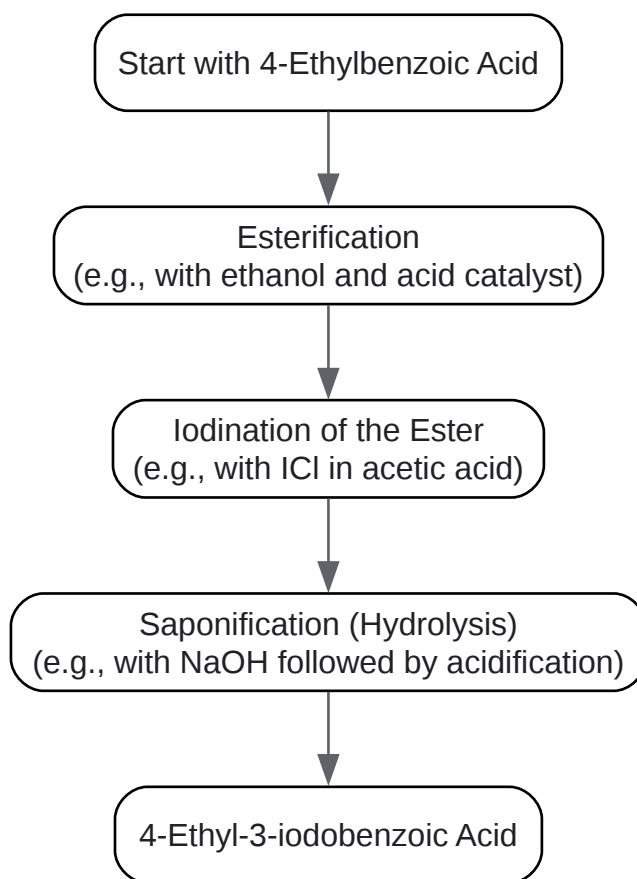 Start with 4-Ethylbenzoic Acid
Esterification
(e.g., with ethanol and acid catalyst)
Iodination of the Ester
(e.g., with ICl in acetic acid)
Saponification (Hydrolysis)
(e.g., with NaOH followed by acidification)
4-Ethyl-3-iodobenzoic Acid